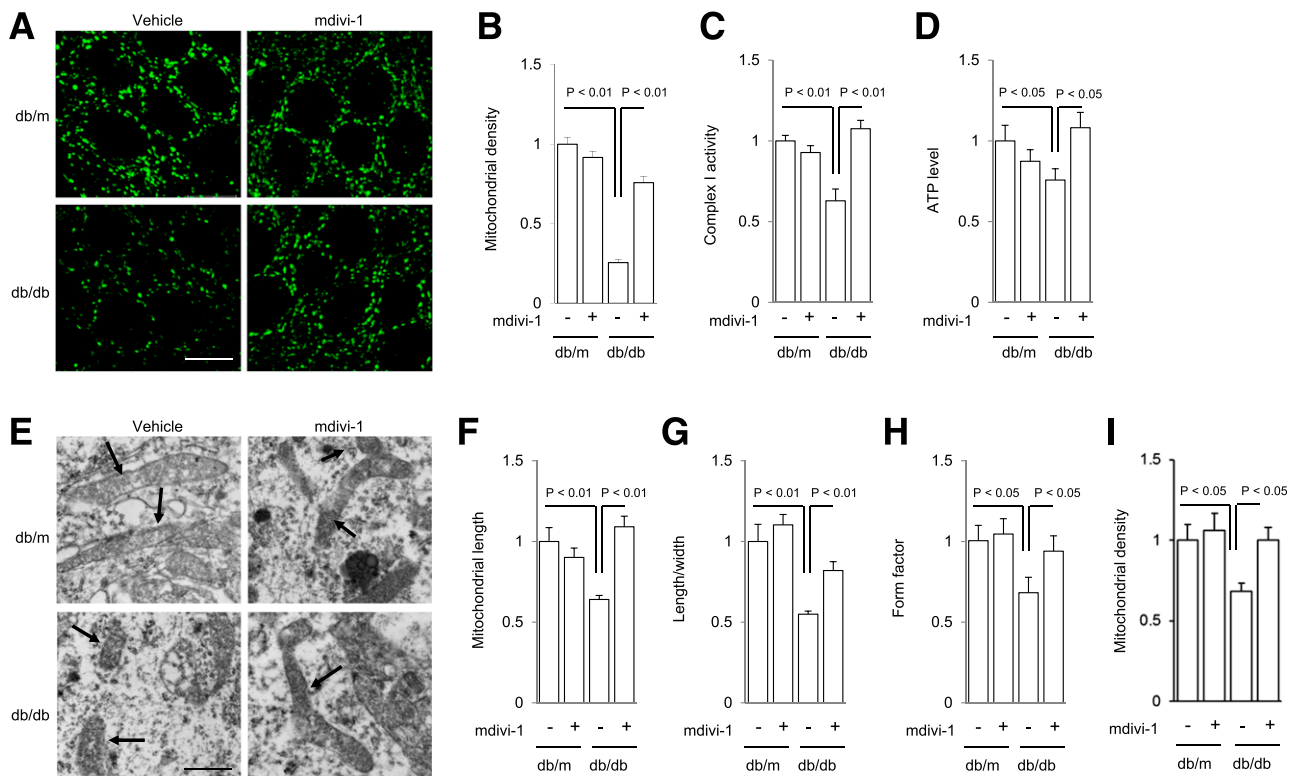 A
Vehicle
mdivi-1
db/m
db/db
B
1.5
1
0.5
0
Mitochondrial density
P < 0.01
P < 0.01
mdivi-1
- + - +
db/m
db/db
C
1.5
1
0.5
0
Complex I activity
P < 0.01
P < 0.01
mdivi-1
- + - +
db/m
db/db
D
1.5
1
0.5
0
ATP level
P < 0.05
P < 0.05
mdivi-1
- + - +
db/m
db/db
E
Vehicle
mdivi-1
db/m
db/db
F
1.5
1
0.5
0
Mitochondrial length
P < 0.01
P < 0.01
mdivi-1
- + - +
db/m
db/db
G
1.5
1
0.5
0
Length/width
P < 0.01
P < 0.01
mdivi-1
- + - +
db/m
db/db
H
1.5
1
0.5
0
Form factor
P < 0.05
P < 0.05
mdivi-1
- + - +
db/m
db/db
I
1.5
1
0.5
0
Mitochondrial density
P < 0.05
P < 0.05
mdivi-1
- + - +
db/m
db/db